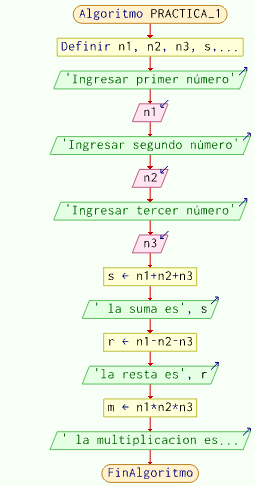 Algoritmo PRACTICA_1
Definir n1, n2, n3, s,...
'Ingresar primer número'
n1
'Ingresar segundo número'
n2
'Ingresar tercer número'
n3
s ← n1+n2+n3
' la suma es', s
r ← n1-n2-n3
'la resta es', r
m ← n1*n2*n3
' la multiplicacion es...
FinAlgoritmo